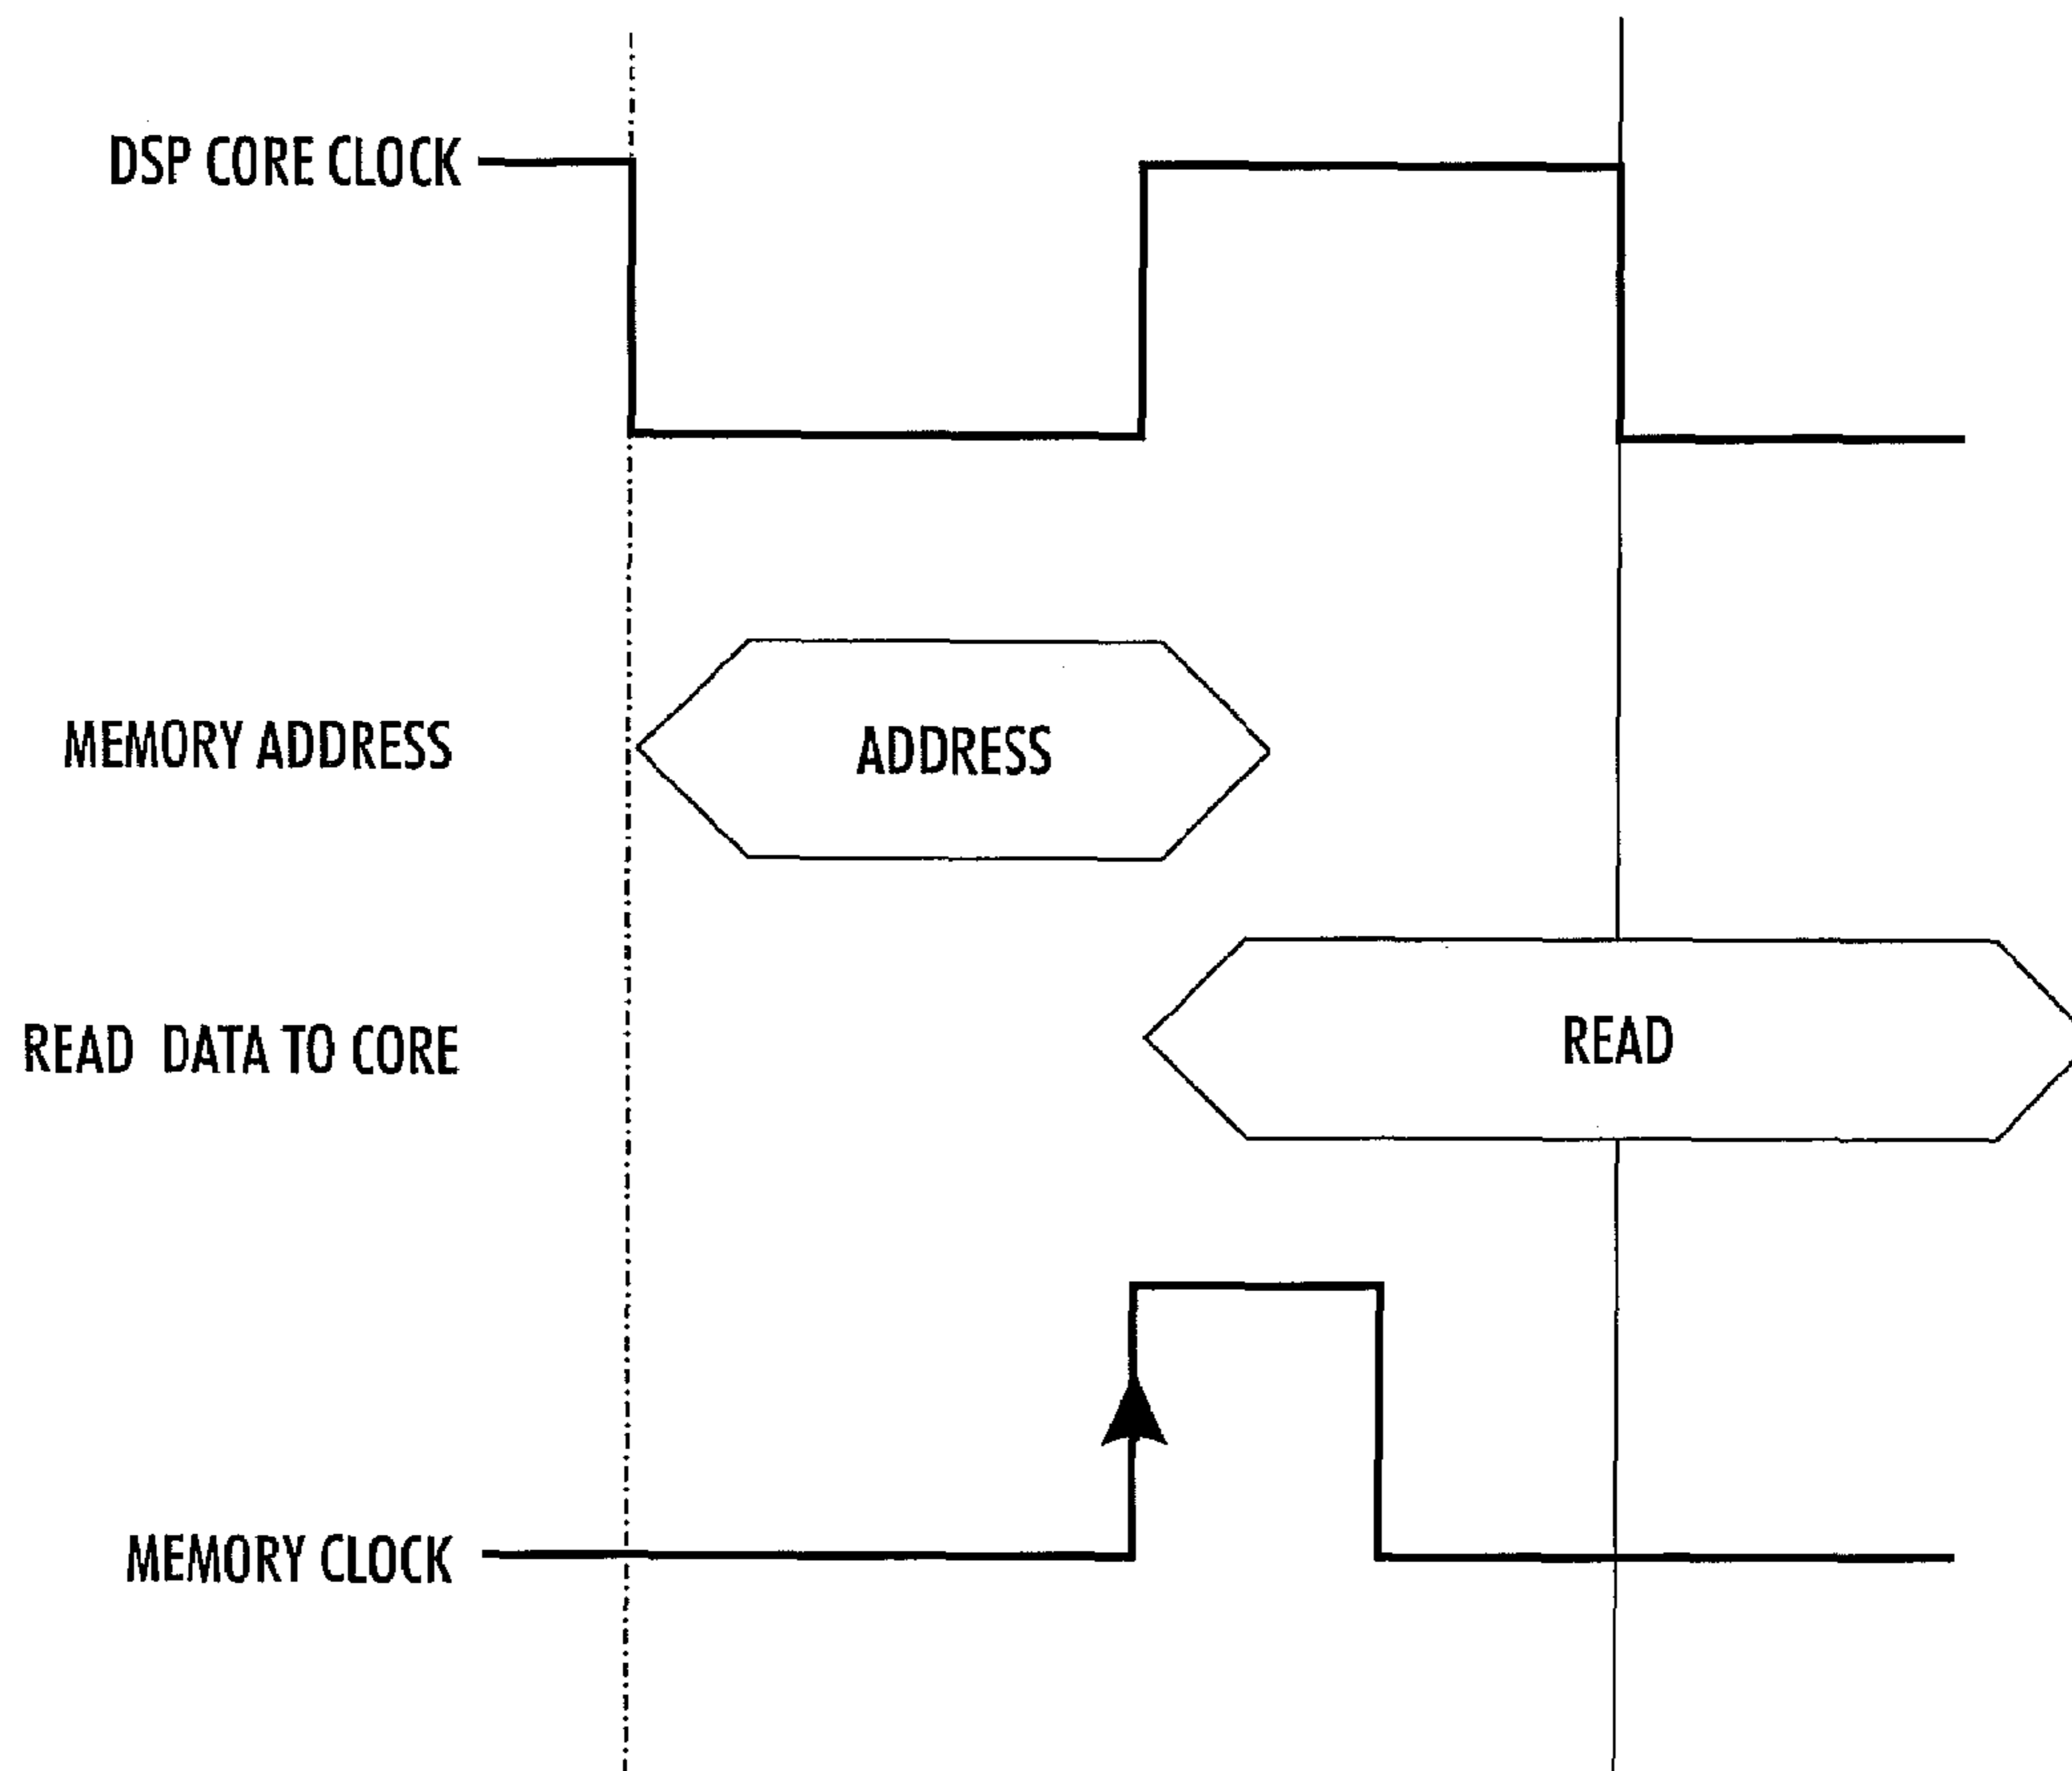 DSP CORE CLOCK
MEMORY ADDRESS
ADDRESS
READ DATA TO CORE
READ
MEMORY CLOCK